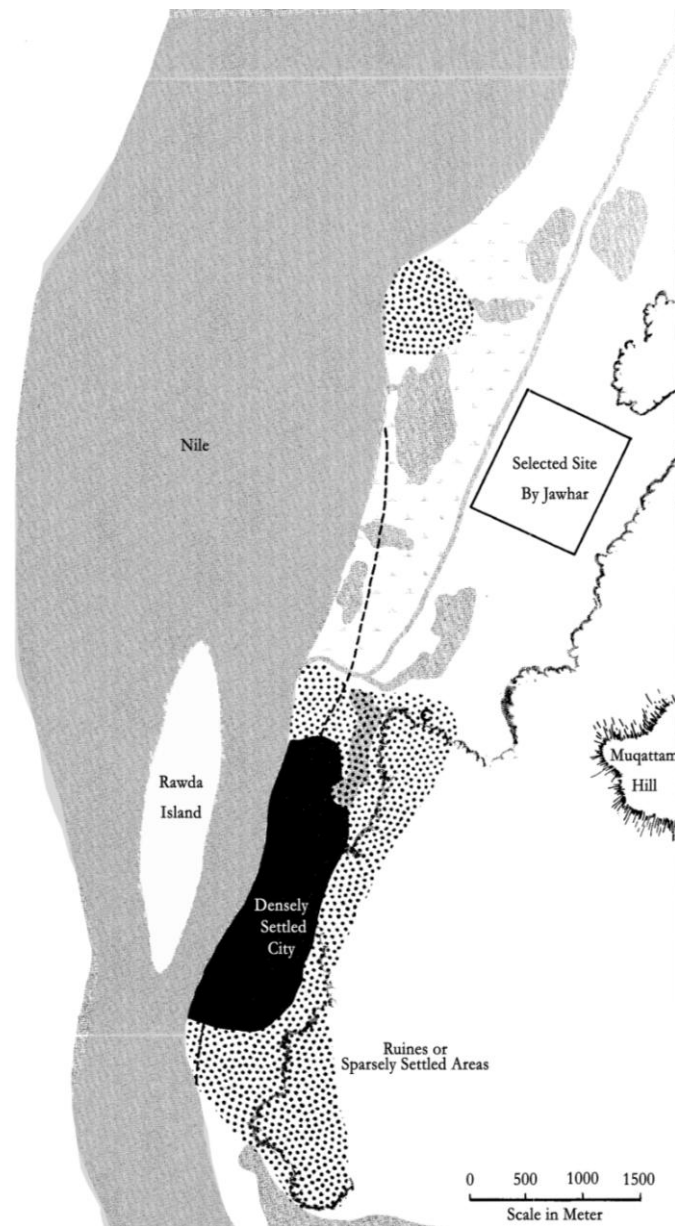 Nile
Selected Site
By Jawhar
Muqattam
Hill
Rawda
Island
Densely
Settled
City
Ruines or
Sparsely Settled Areas
0 500 1000 1500
Scale in Meter